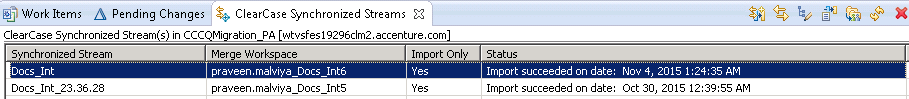 Work Items Pending Changes ClearCase Synchronized Streams
ClearCase Synchronized Stream(s) in CCCQMigration_PA [wtvsfes19296clm2.accenture.com]
Synchronized Stream Merge Workspace Import Only Status
Docs_Int praveen.malviya_Docs_Int6 Yes Import succeeded on date: Nov 4, 2015 1:24:35 AM
Docs_Int_23.36.28 praveen.malviya_Docs_Int5 Yes Import succeeded on date: Oct 30, 2015 12:39:55 AM